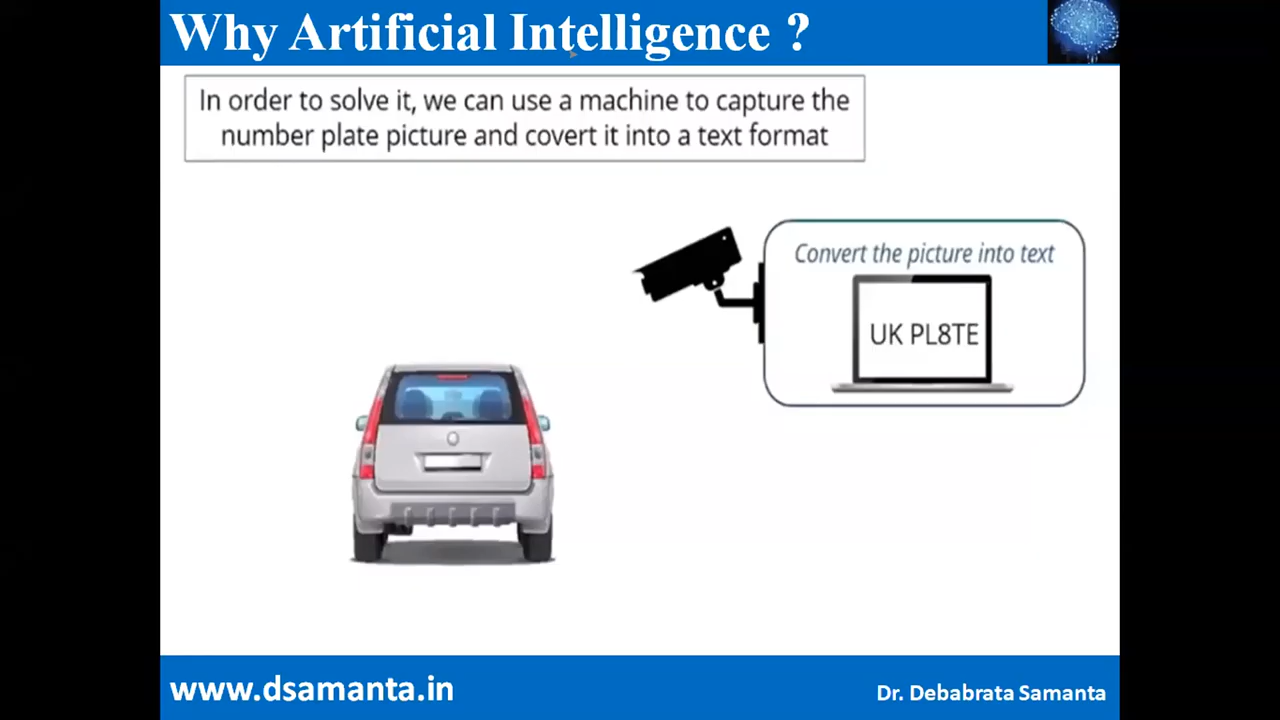 Why Artificial Intelligence ?
In order to solve it, we can use a machine to capture the
number plate picture and covert it into a text format
Convert the picture into text
UK PL8TE
www.dsamanta.in
Dr. Debabrata Samanta